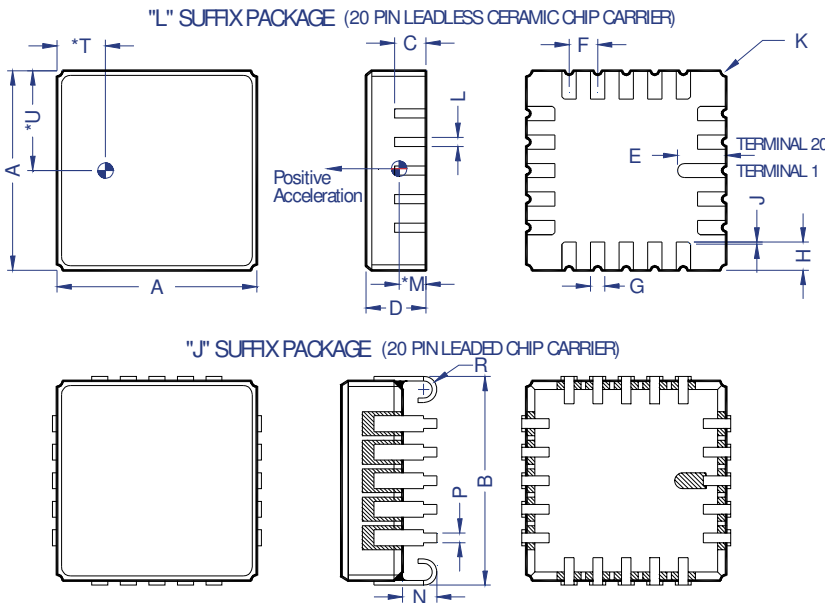 "L" SUFFIX PACKAGE (20 PIN LEADLESS CERAMIC CHIP CARRIER)
*T
C
F
K
*U
A
L
E
TERMINAL 20
Positive
Acceleration
TERMINAL 1
J
H
A
*M
G
D
"J" SUFFIX PACKAGE (20 PIN LEADED CHIP CARRIER)
R
B
P
N